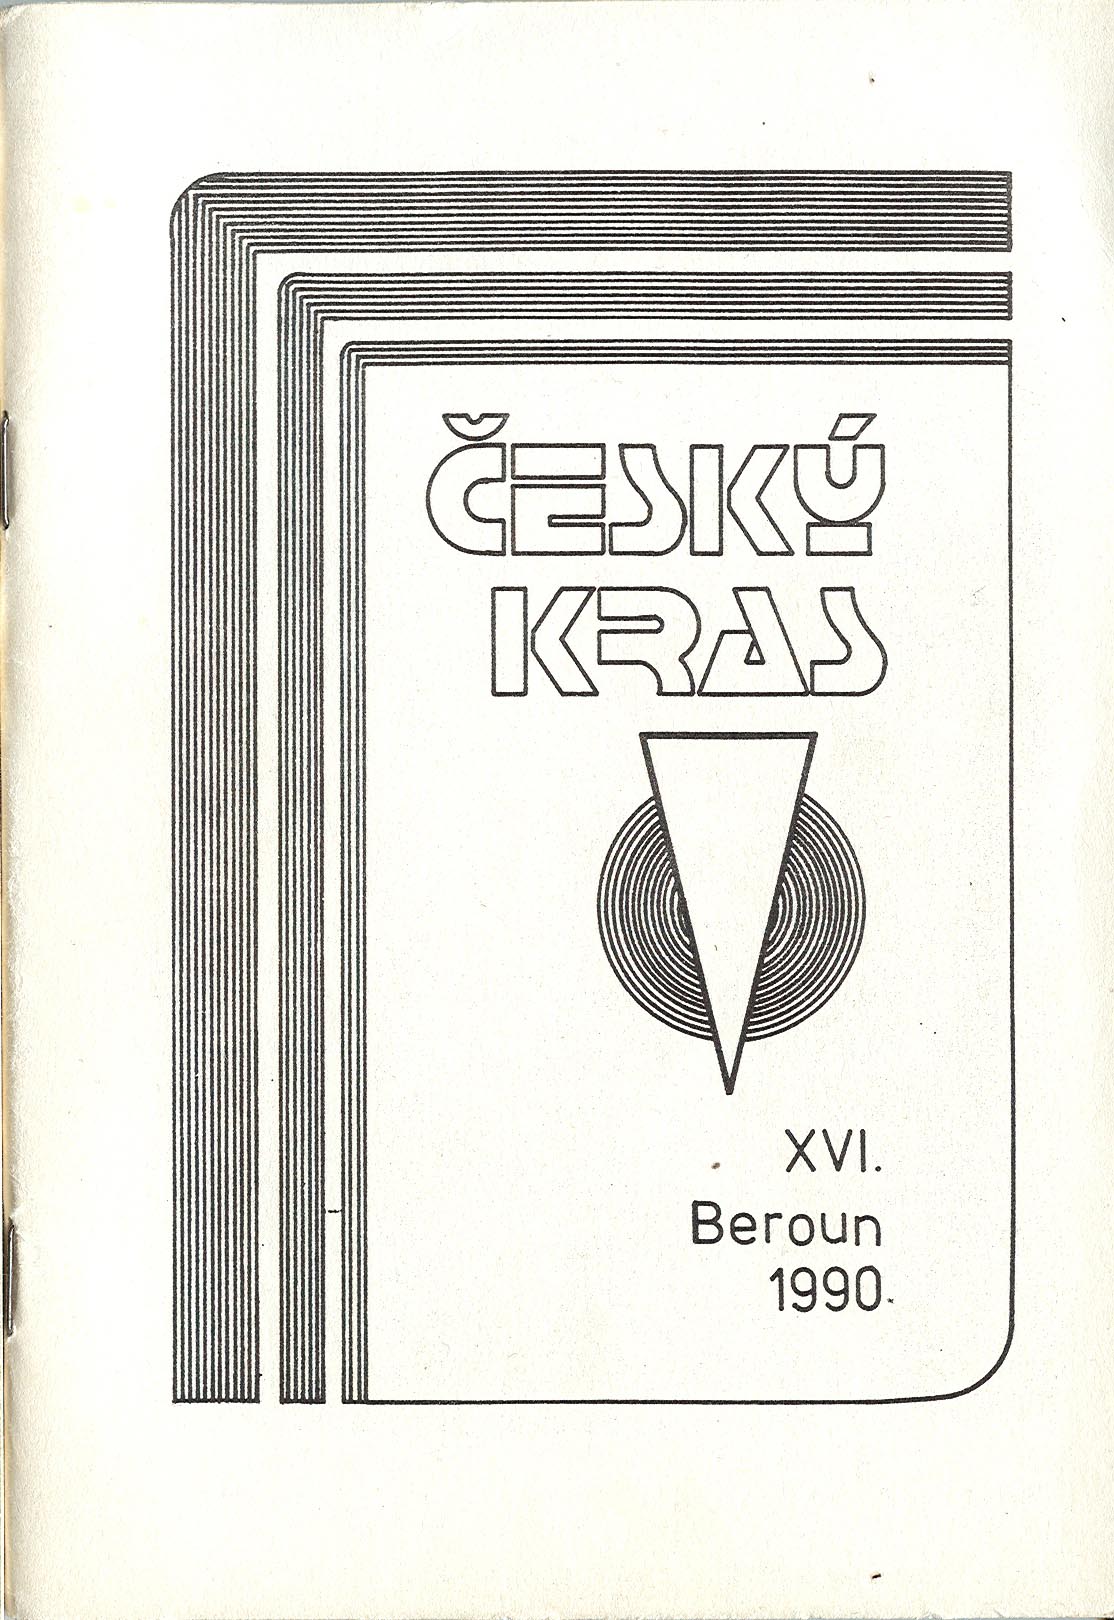 ČESKÝ
KRAS
XVI.
Beroun
1990